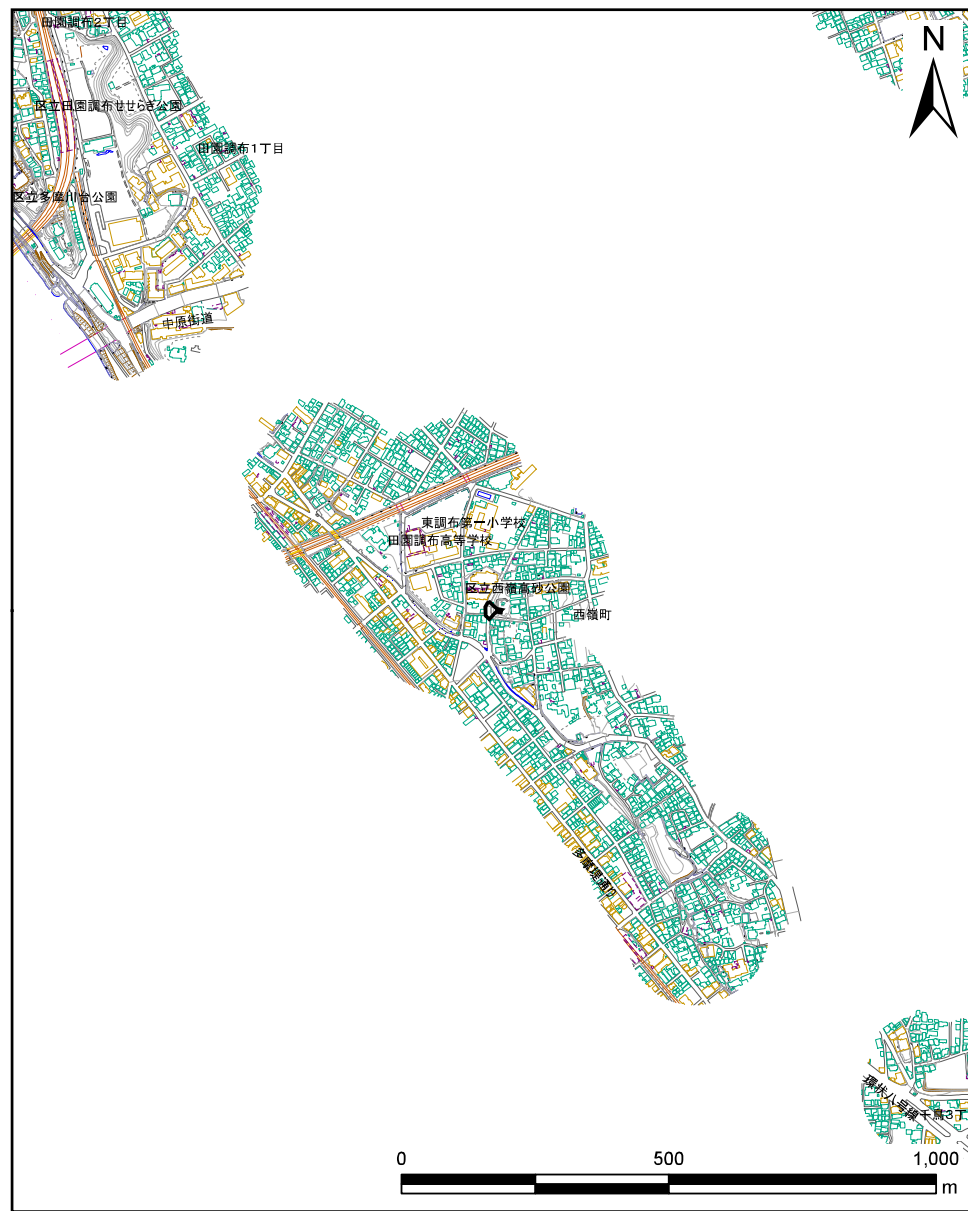 田園調布2丁目
N
区立田園調布せせらぎ公園
田園調布1丁目
区立多摩川台公園
中原街道
東調布第一小学校
田園調布高等学校
区立西嶺高砂公園
西嶺町
多摩堤通り
環状八号線
千鳥3丁
0 500 1,000
m